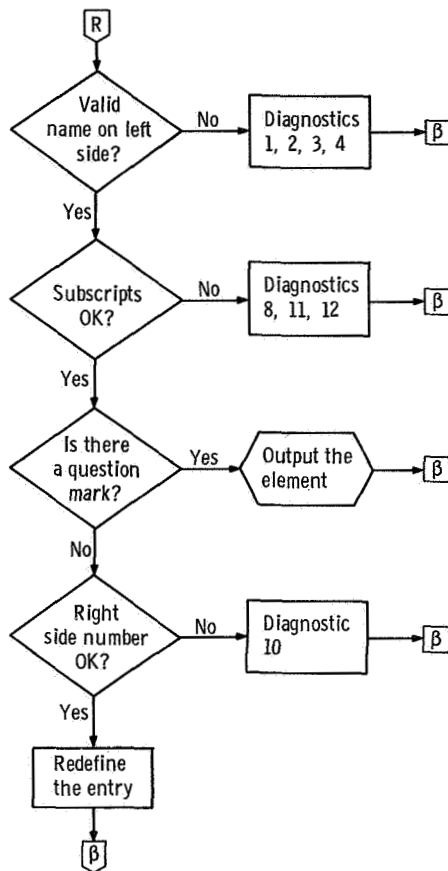 R
Valid
name on left
side?
No
Diagnostics
1, 2, 3, 4
β
Yes
Subscripts
OK?
No
Diagnostics
8, 11, 12
β
Yes
Is there
a question
mark?
Yes
Output the
element
β
No
Right
side number
OK?
No
Diagnostic
10
β
Yes
Redefine
the entry
β